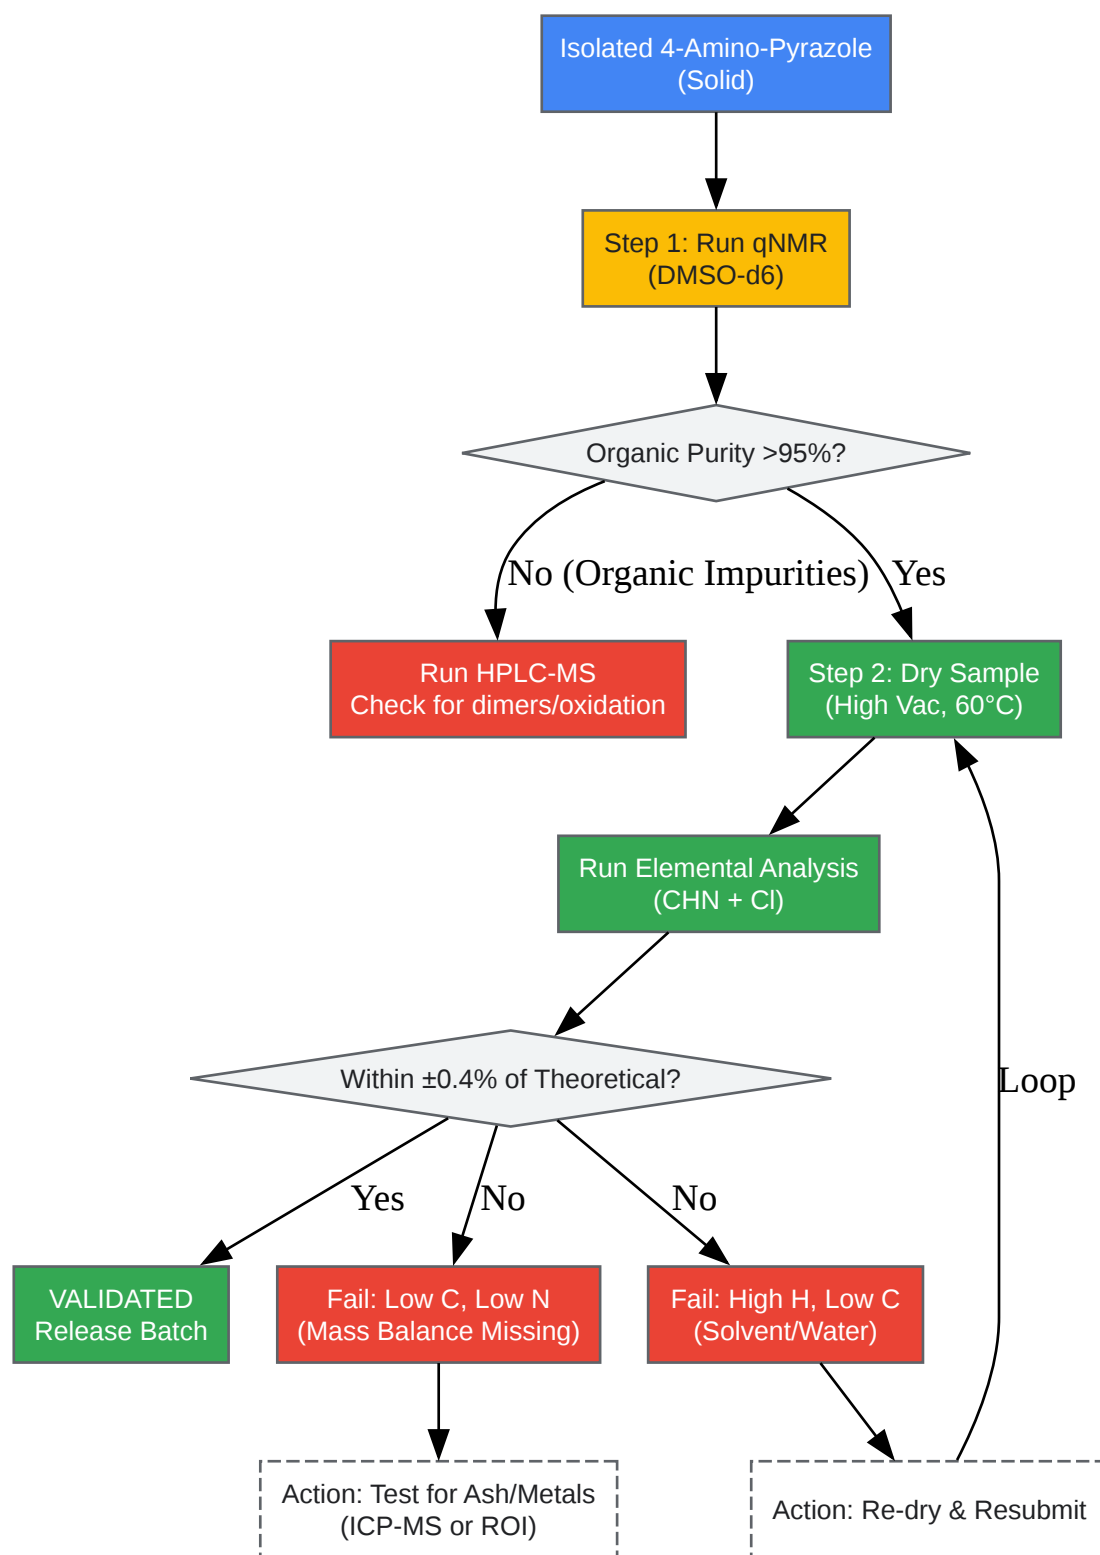 Isolated 4-Amino-Pyrazole
(Solid)
Step 1: Run qNMR
(DMSO-d6)
Organic Purity >95%?
No (Organic Impurities)
Yes
Run HPLC-MS
Check for dimers/oxidation
Step 2: Dry Sample
(High Vac, 60°C)
Run Elemental Analysis
(CHN + Cl)
Within ±0.4% of Theoretical?
Loop
Yes
No
No
VALIDATED
Release Batch
Fail: Low C, Low N
(Mass Balance Missing)
Fail: High H, Low C
(Solvent/Water)
Action: Test for Ash/Metals
(ICP-MS or ROI)
Action: Re-dry & Resubmit